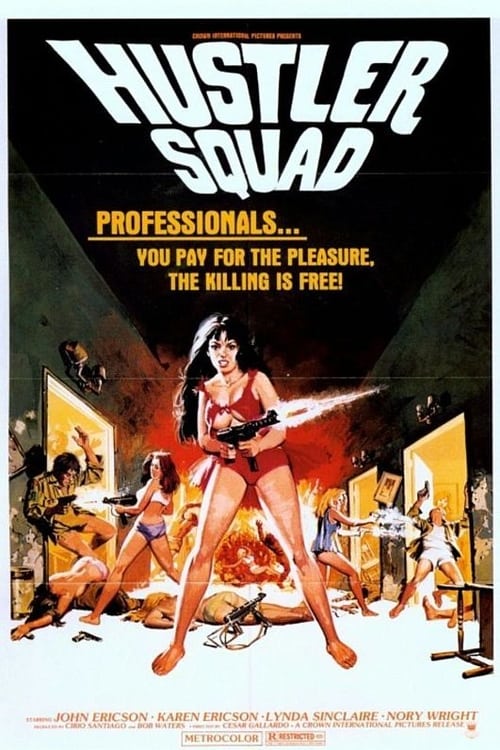 CROWN INTERNATIONAL PICTURES PRESENTS
HUSTLER
SQUAD
PROFESSIONALS...
YOU PAY FOR THE PLEASURE,
THE KILLING IS FREE!
STARRING JOHN ERICSON • KAREN ERICSON • LYNDA SINCLAIRE • NORY WRIGHT
PRODUCED BY CIRIO SANTIAGO AND BOB WATERS • DIRECTED BY CESAR GALLARDO • A CROWN INTERNATIONAL PICTURES RELEASE
METROCOLOR R RESTRICTED